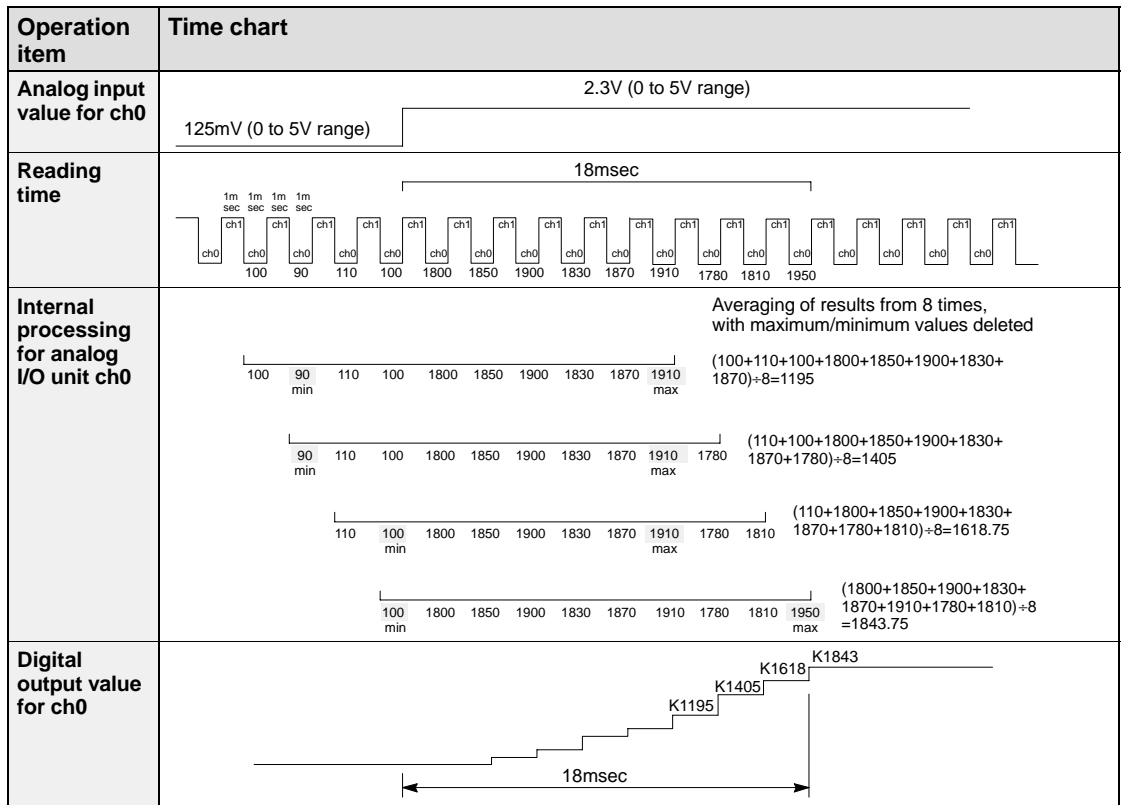 Operation item
Time chart
Analog input value for ch0
2.3V (0 to 5V range)
125mV (0 to 5V range)
Reading time
18msec
1m sec 1m sec 1m sec 1m sec
ch1 ch1 ch1 ch1 ch1 ch1 ch1 ch1 ch1 ch1 ch1 ch1 ch1 ch1 ch1 ch1 ch1 ch1
ch0 ch0 ch0 ch0 ch0 ch0 ch0 ch0 ch0 ch0 ch0 ch0 ch0 ch0 ch0 ch0 ch0 ch0
100 90 110 100 1800 1850 1900 1830 1870 1910 1780 1810 1950
Internal processing for analog I/O unit ch0
Averaging of results from 8 times,
with maximum/minimum values deleted
100 90 110 100 1800 1850 1900 1830 1870 1910
min max
(100+110+100+1800+1850+1900+1830+
1870)÷8=1195
90 110 100 1800 1850 1900 1830 1870 1910 1780
min max
(110+100+1800+1850+1900+1830+
1870+1780)÷8=1405
110 100 1800 1850 1900 1830 1870 1910 1780 1810
min max
(110+1800+1850+1900+1830+
1870+1780+1810)÷8=1618.75
100 1800 1850 1900 1830 1870 1910 1780 1810 1950
min max
(1800+1850+1900+1830+
1870+1910+1780+1810)÷8
=1843.75
Digital output value for ch0
K1843
K1618
K1405
K1195
18msec